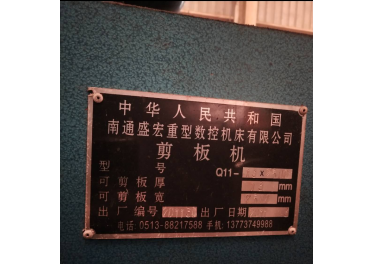 中华人民共和国
南通盛宏重型数控机床有限公司
剪板机
型号 Q11- x
可剪板厚 mm
可剪板宽 mm
出厂编号 出厂日期
电话: 0513-88217588 手机: 13773749988